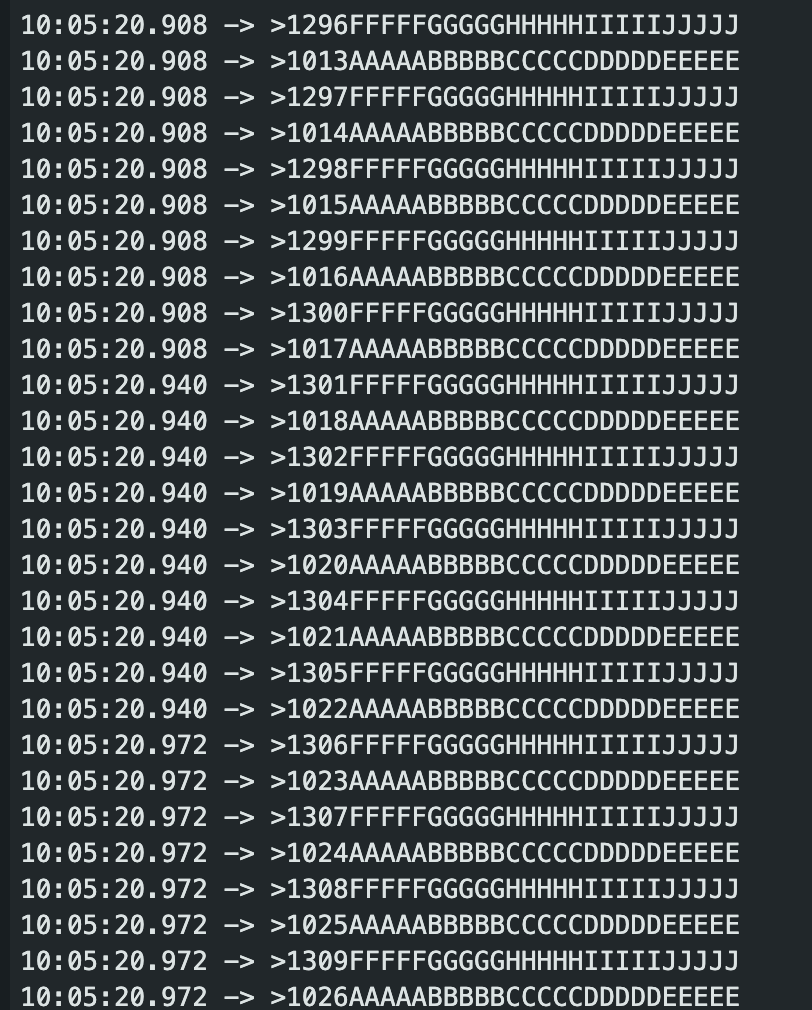 10:05:20.908 -> >1296FFFFFGGGGGHHHHHIIIIIJJJJJ
10:05:20.908 -> >1013AAAAABBBBBCCCCCDDDDDEEEEE
10:05:20.908 -> >1297FFFFFGGGGGHHHHHIIIIIJJJJJ
10:05:20.908 -> >1014AAAAABBBBBCCCCCDDDDDEEEEE
10:05:20.908 -> >1298FFFFFGGGGGHHHHHIIIIIJJJJJ
10:05:20.908 -> >1015AAAAABBBBBCCCCCDDDDDEEEEE
10:05:20.908 -> >1299FFFFFGGGGGHHHHHIIIIIJJJJJ
10:05:20.908 -> >1016AAAAABBBBBCCCCCDDDDDEEEEE
10:05:20.908 -> >1300FFFFFGGGGGHHHHHIIIIIJJJJJ
10:05:20.908 -> >1017AAAAABBBBBCCCCCDDDDDEEEEE
10:05:20.940 -> >1301FFFFFGGGGGHHHHHIIIIIJJJJJ
10:05:20.940 -> >1018AAAAABBBBBCCCCCDDDDDEEEEE
10:05:20.940 -> >1302FFFFFGGGGGHHHHHIIIIIJJJJJ
10:05:20.940 -> >1019AAAAABBBBBCCCCCDDDDDEEEEE
10:05:20.940 -> >1303FFFFFGGGGGHHHHHIIIIIJJJJJ
10:05:20.940 -> >1020AAAAABBBBBCCCCCDDDDDEEEEE
10:05:20.940 -> >1304FFFFFGGGGGHHHHHIIIIIJJJJJ
10:05:20.940 -> >1021AAAAABBBBBCCCCCDDDDDEEEEE
10:05:20.940 -> >1305FFFFFGGGGGHHHHHIIIIIJJJJJ
10:05:20.940 -> >1022AAAAABBBBBCCCCCDDDDDEEEEE
10:05:20.972 -> >1306FFFFFGGGGGHHHHHIIIIIJJJJJ
10:05:20.972 -> >1023AAAAABBBBBCCCCCDDDDDEEEEE
10:05:20.972 -> >1307FFFFFGGGGGHHHHHIIIIIJJJJJ
10:05:20.972 -> >1024AAAAABBBBBCCCCCDDDDDEEEEE
10:05:20.972 -> >1308FFFFFGGGGGHHHHHIIIIIJJJJJ
10:05:20.972 -> >1025AAAAABBBBBCCCCCDDDDDEEEEE
10:05:20.972 -> >1309FFFFFGGGGGHHHHHIIIIIJJJJJ
10:05:20.972 -> >1026AAAAABBBBBCCCCCDDDDDEEEEE